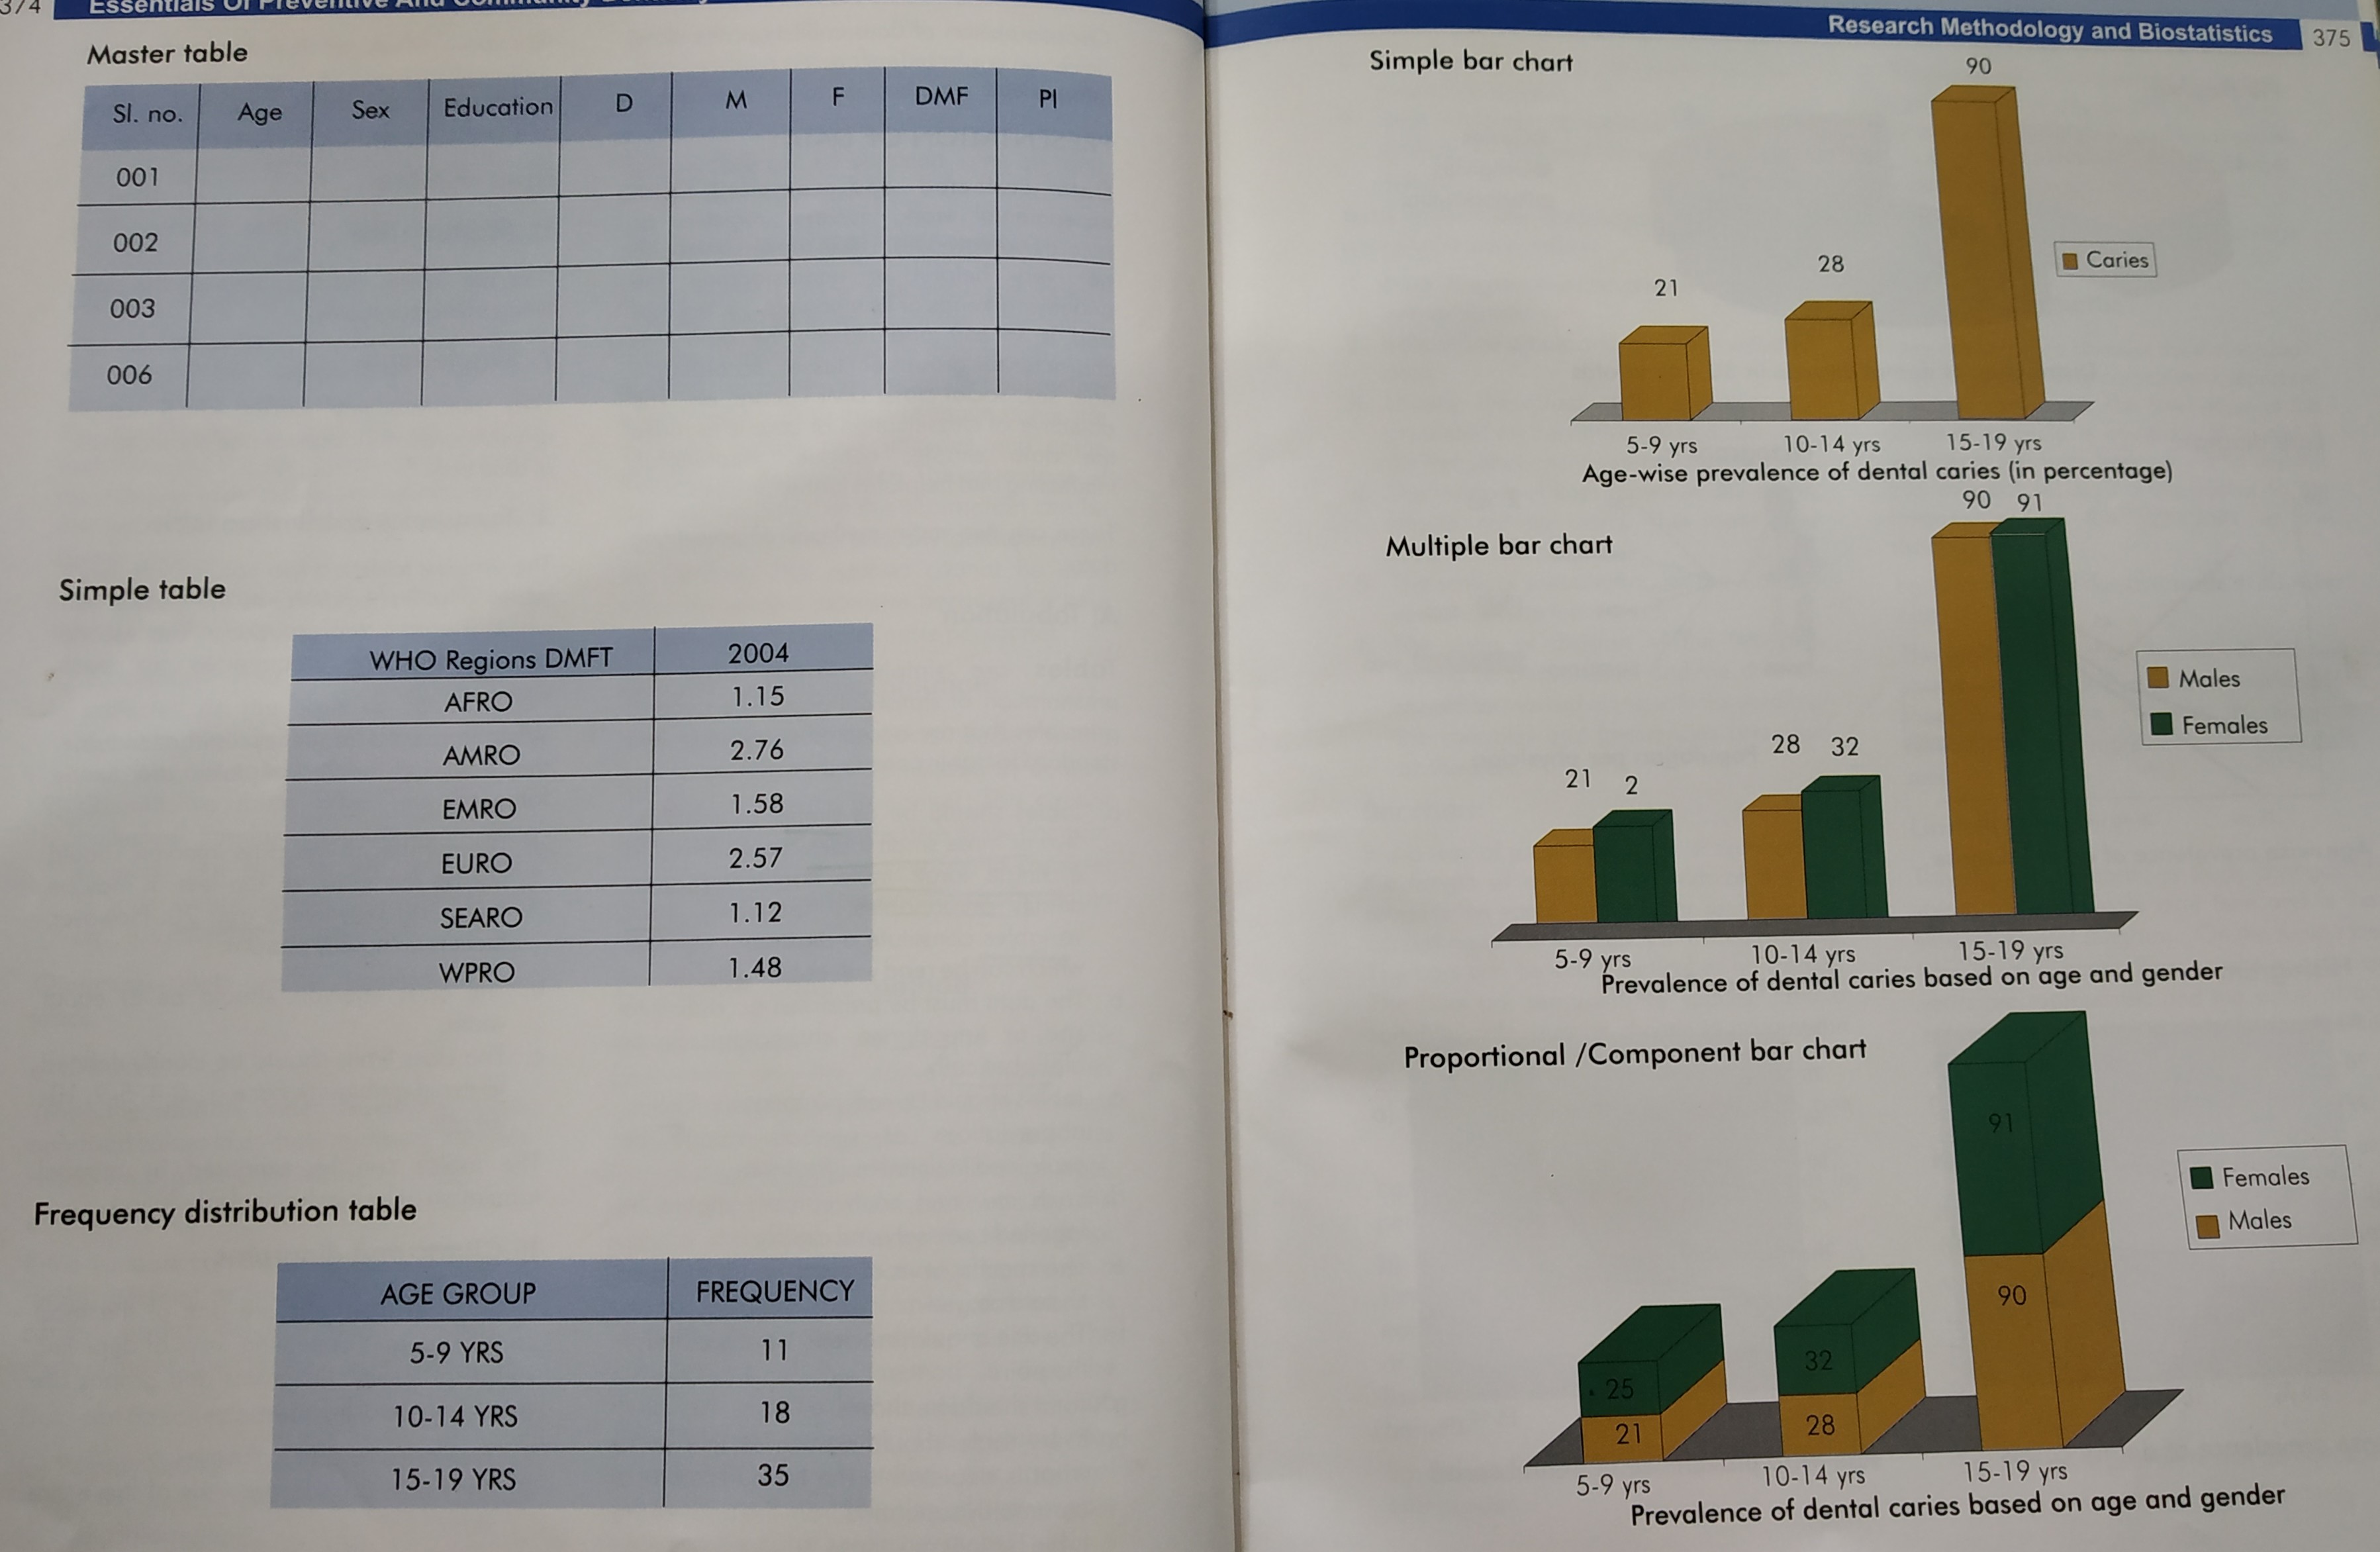 374 Essentials Of Preventive And Community
Master table
Sl. no. Age Sex Education D M F DMF PI
001
002
003
006
Simple table
WHO Regions DMFT 2004
AFRO 1.15
AMRO 2.76
EMRO 1.58
EURO 2.57
SEARO 1.12
WPRO 1.48
Frequency distribution table
AGE GROUP FREQUENCY
5-9 YRS 11
10-14 YRS 18
15-19 YRS 35
Research Methodology and Biostatistics 375
Simple bar chart
90
28
21
Caries
5-9 yrs 10-14 yrs 15-19 yrs
Age-wise prevalence of dental caries (in percentage)
Multiple bar chart
90 91
28 32
21 2
Males
Females
5-9 yrs 10-14 yrs 15-19 yrs
Prevalence of dental caries based on age and gender
Proportional /Component bar chart
91
90
32
28
25
21
Females
Males
5-9 yrs 10-14 yrs 15-19 yrs
Prevalence of dental caries based on age and gender